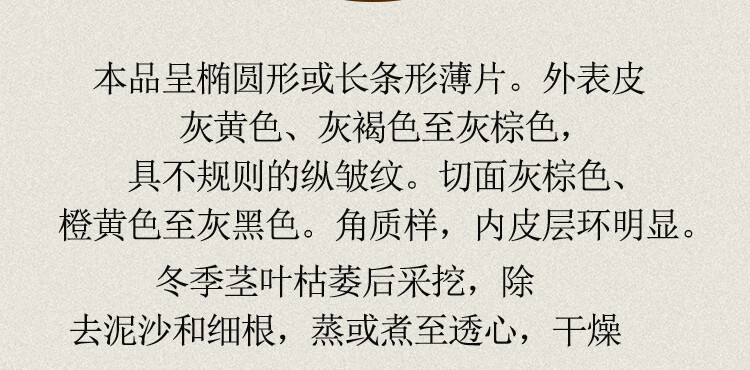 本品呈椭圆形或长条形薄片。外表皮
灰黄色、灰褐色至灰棕色，
具不规则的纵皱纹。切面灰棕色、
橙黄色至灰黑色。角质样，内皮层环明显。
冬季茎叶枯萎后采挖，除
去泥沙和细根，蒸或煮至透心，干燥